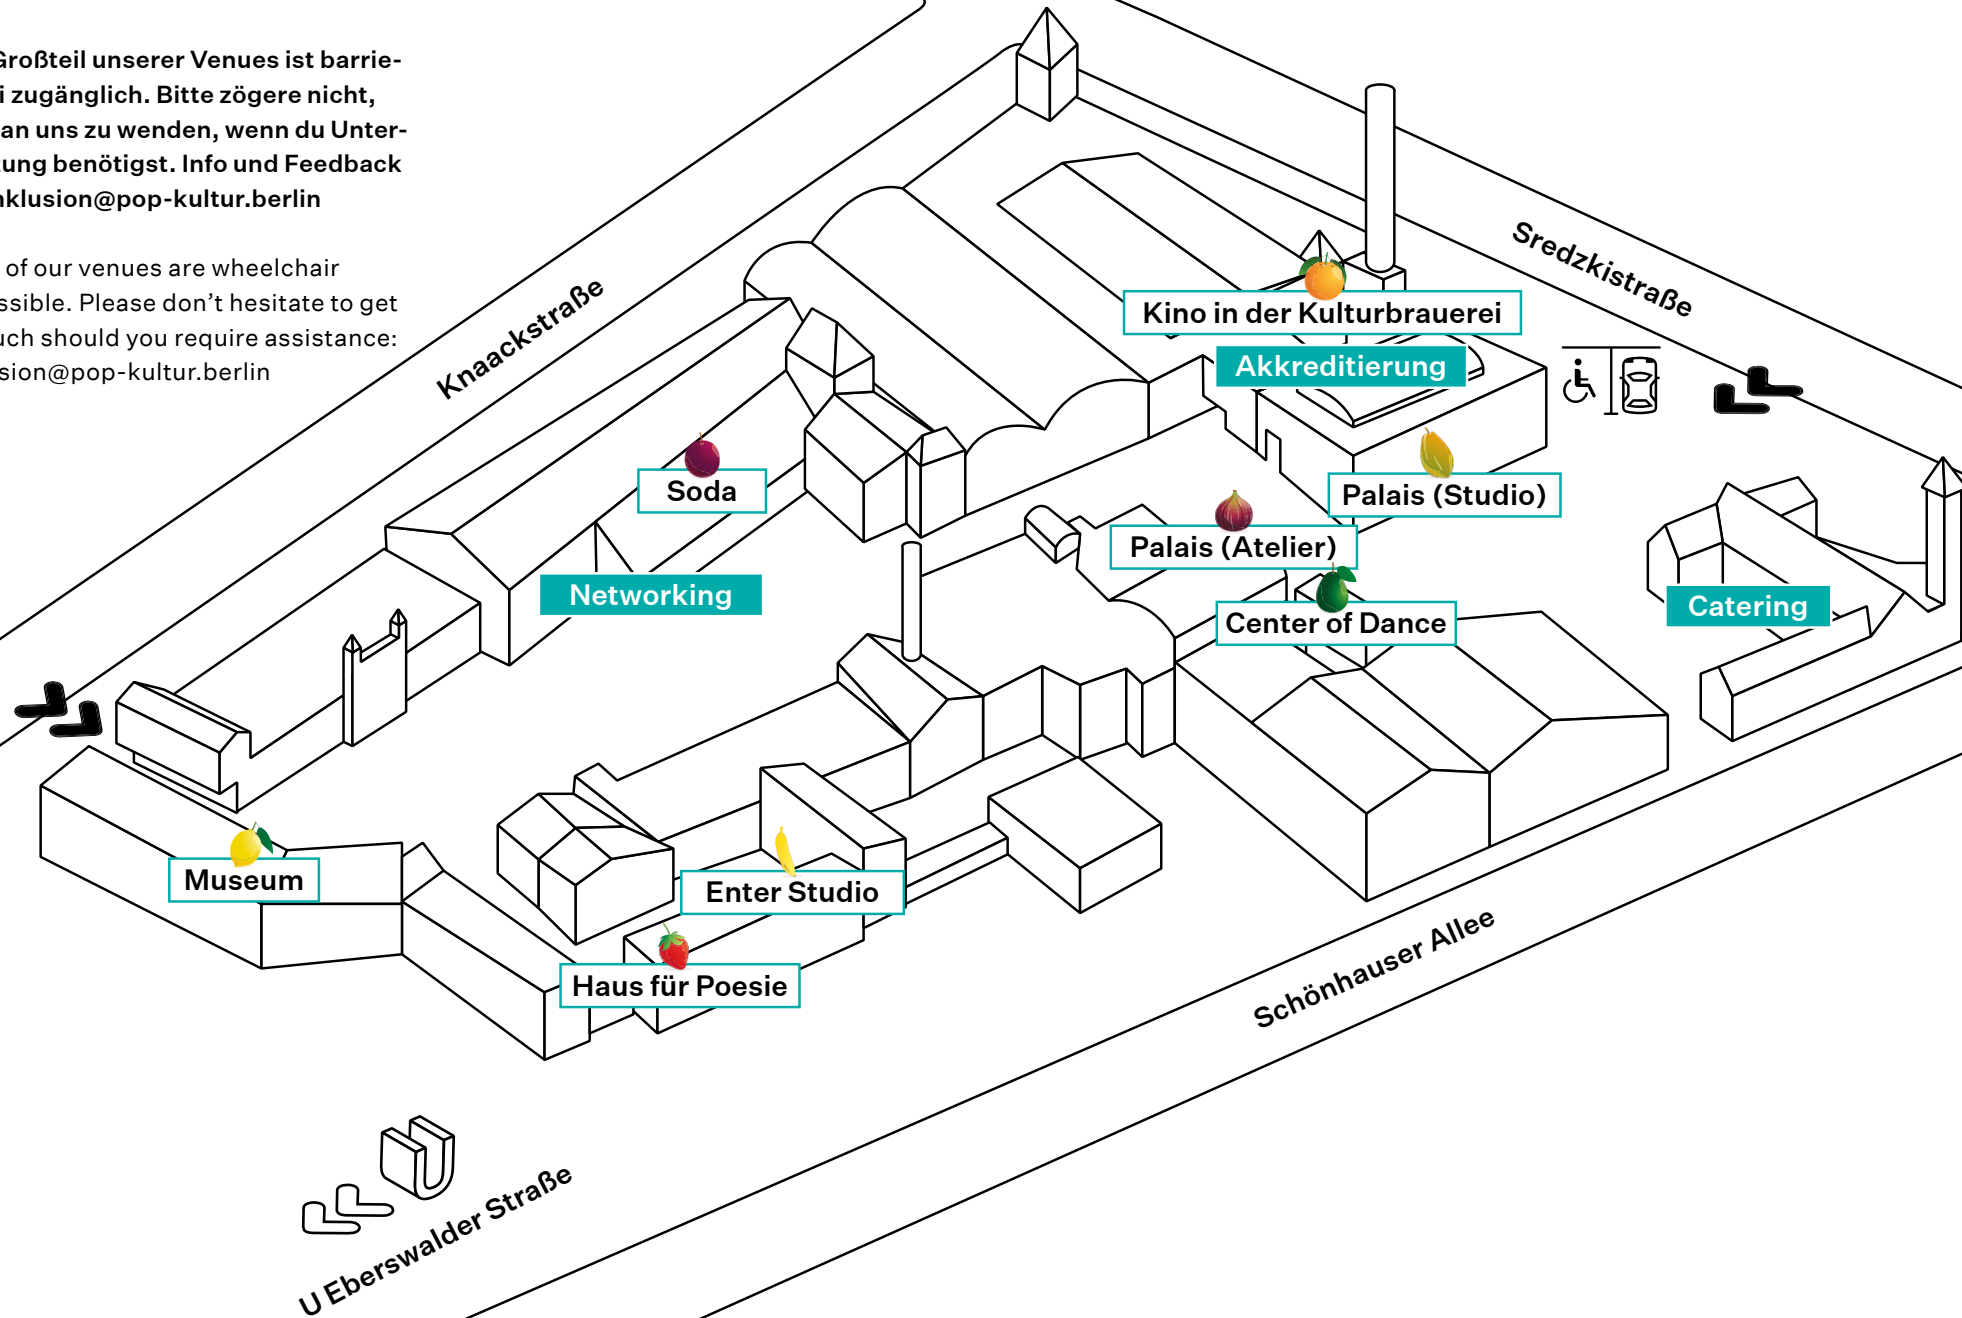 Großteil unserer Venues ist barrie-
i zugänglich. Bitte zögere nicht,
an uns zu wenden, wenn du Unter-
tung benötigst. Info und Feedback
nklusion@pop-kultur.berlin
of our venues are wheelchair
ssible. Please don’t hesitate to get
uch should you require assistance:
sion@pop-kultur.berlin
Knaackstraße
Sredzkistraße
Kino in der Kulturbrauerei
Akkreditierung
Soda
Palais (Studio)
Palais (Atelier)
Networking
Catering
Center of Dance
Museum
Enter Studio
Haus für Poesie
Schönhauser Allee
U Eberswalder Straße